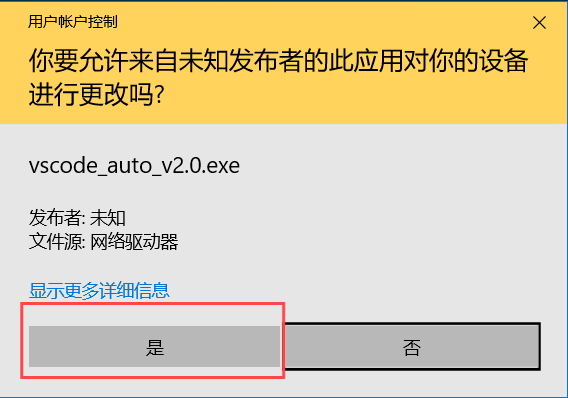 用户帐户控制
你要允许来自未知发布者的此应用对你的设备
进行更改吗?
vscode_auto_v2.0.exe
发布者: 未知
文件源: 网络驱动器
显示更多详细信息
是
否